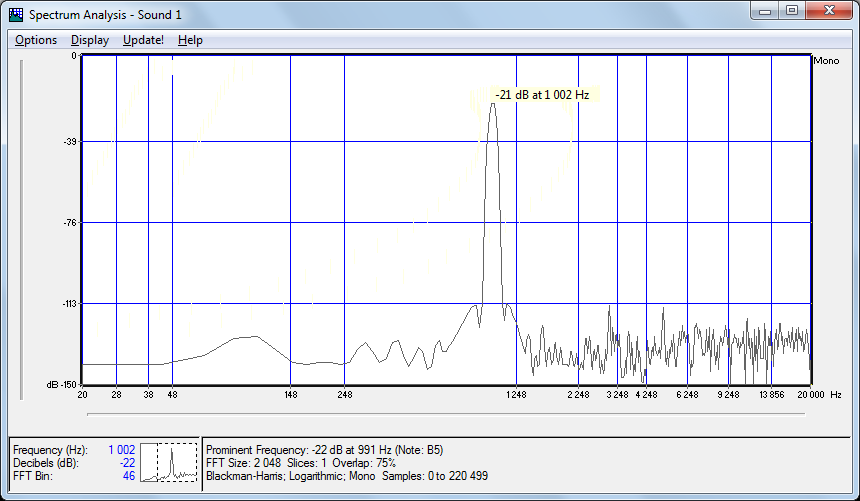 Spectrum Analysis - Sound 1
Options Display Update! Help
0
Mono
-21 dB at 1 002 Hz
-39
-76
-113
dB -150
20 28 38 48 148 248 1 248 2 248 3 248 4 248 6 248 9 248 13 856 20 000 Hz
Frequency (Hz): 1 002
Decibels (dB): -22
FFT Bin: 46
Prominent Frequency: -22 dB at 991 Hz (Note: B5)
FFT Size: 2 048 Slices: 1 Overlap: 75%
Blackman-Harris; Logarithmic; Mono Samples: 0 to 220 499